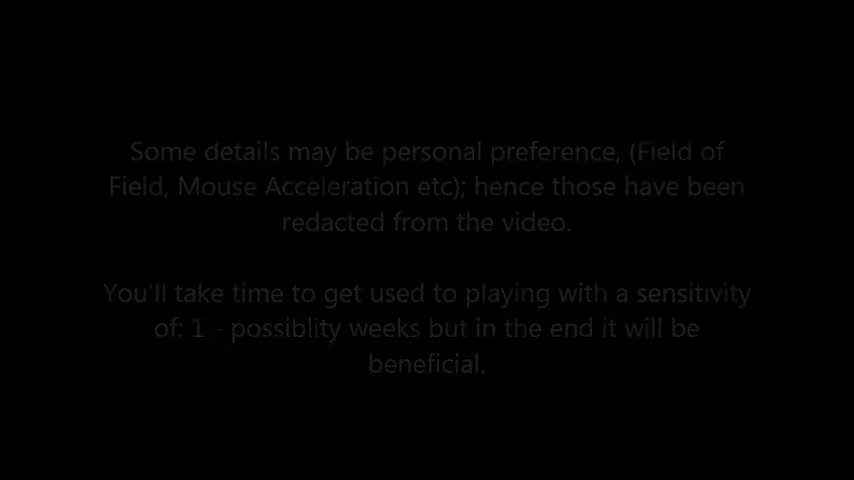 Some details may be personal preference, (Field of
Field, Mouse Acceleration etc); hence those have been
redacted from the video.
You'll take time to get used to playing with a sensitivity
of: 1 - possiblity weeks but in the end it will be
beneficial.